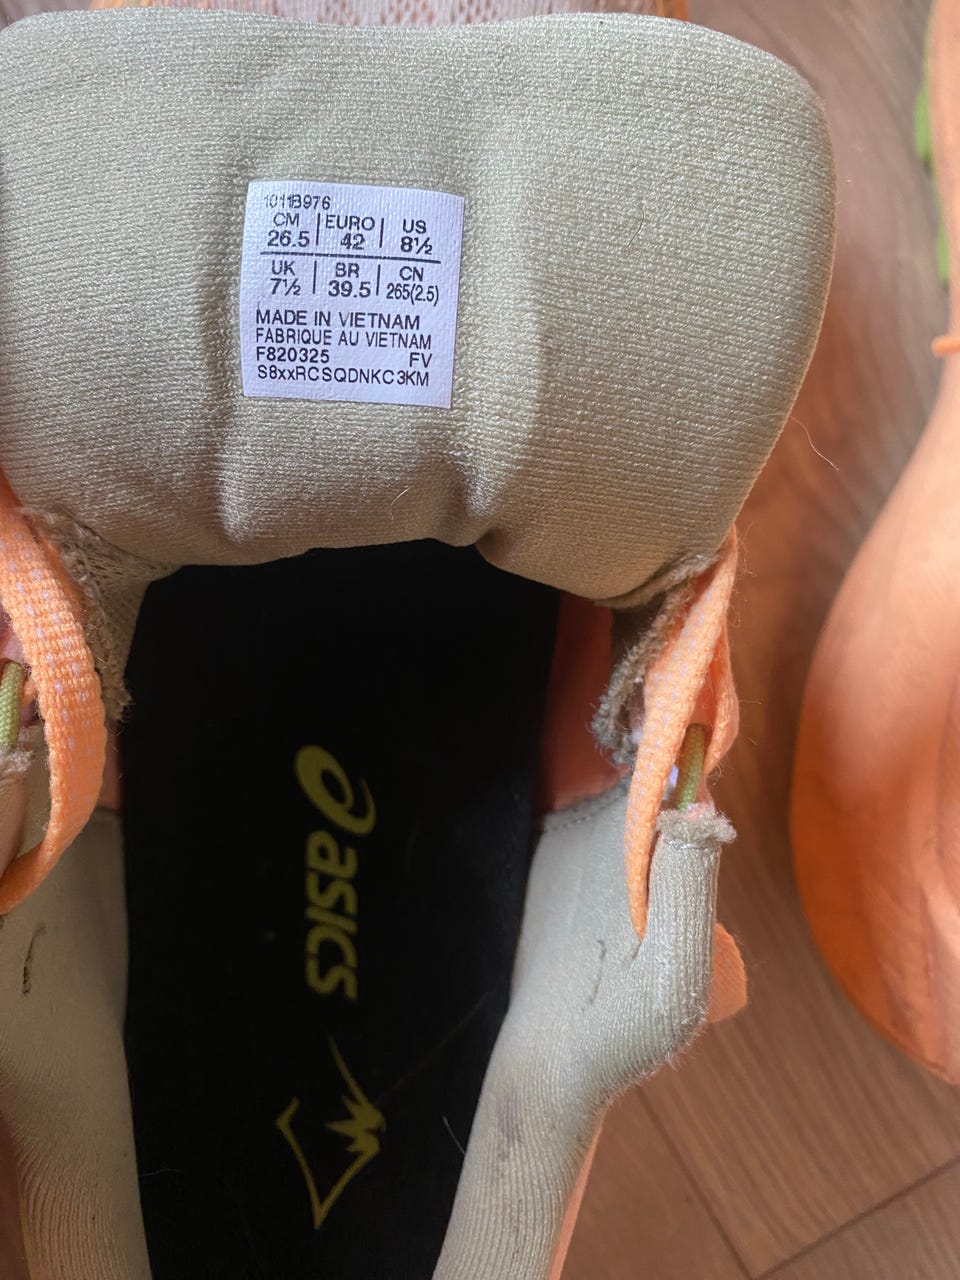 1011B976
CM EURO US
26.5 42 8½
UK BR CN
7½ 39.5 265(2.5)
MADE IN VIETNAM
FABRIQUE AU VIETNAM
F820325 FV
S8xxRCSQDNKC3KM
asics